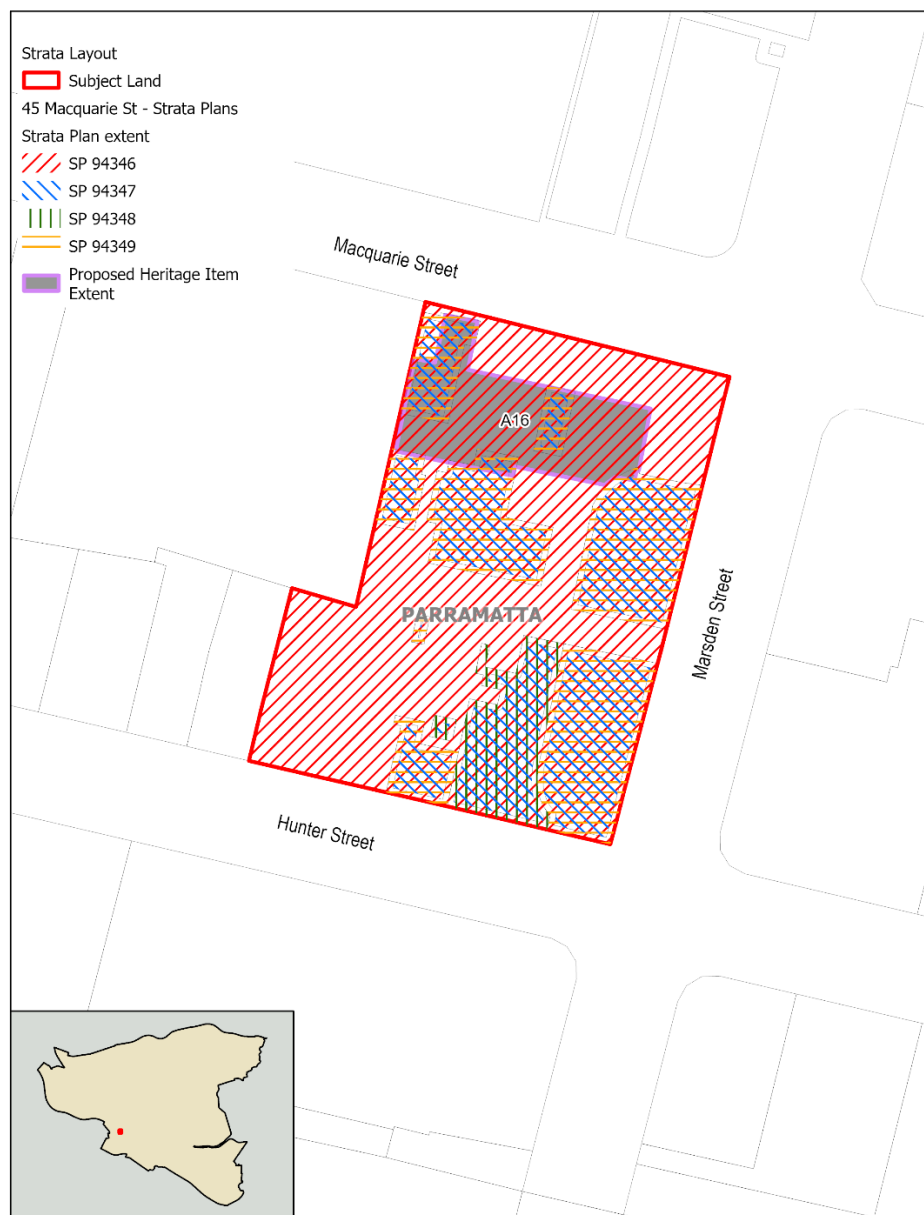 Strata Layout
Subject Land
45 Macquarie St - Strata Plans
Strata Plan extent
SP 94346
SP 94347
SP 94348
SP 94349
Proposed Heritage Item
Extent
Macquarie Street
A16
PARRAMATTA
Marsden Street
Hunter Street